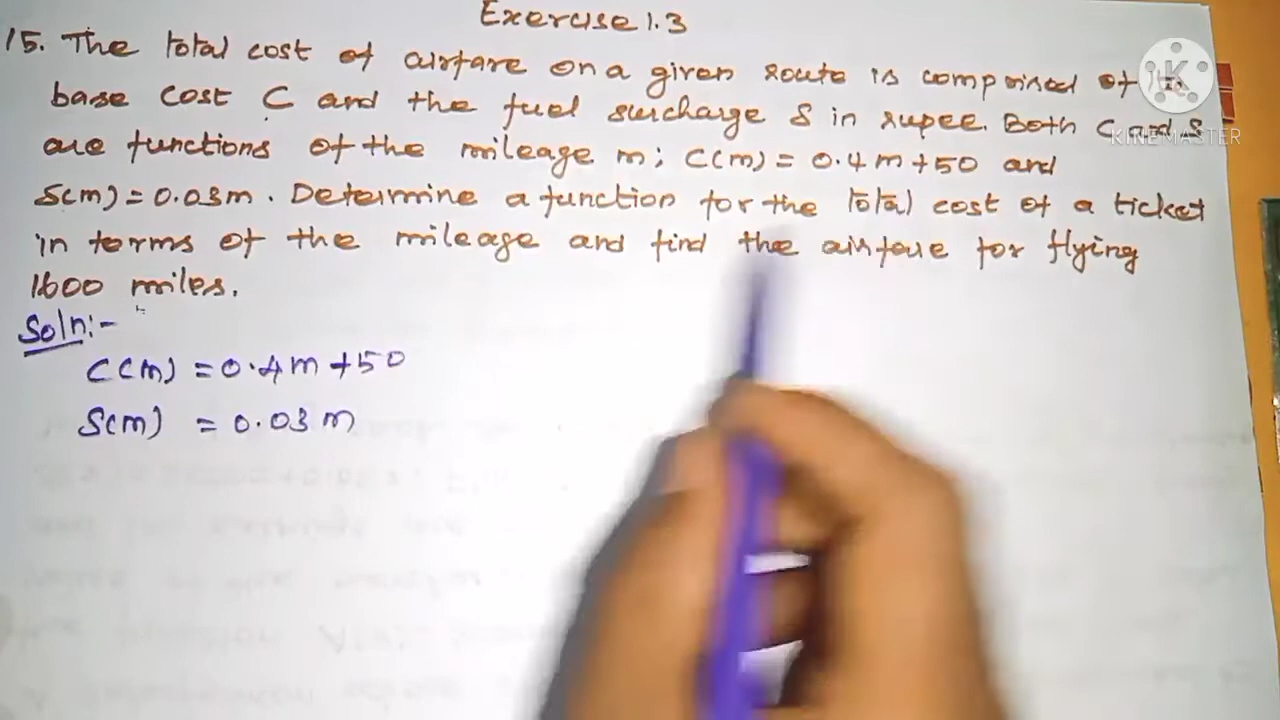 Exercise 1.3
15. The total cost of airfare on a given route is comprised of the
base cost C and the fuel surcharge S in rupee. Both C and S
are functions of the mileage m; C(m) = 0.4m+50 and
S(m) = 0.03m. Determine a function for the total cost of a ticket
in terms of the mileage and find the airfare for flying
1600 miles.
Soln:-
C(m) = 0.4m+50
S(m) = 0.03m
KINEMASTER